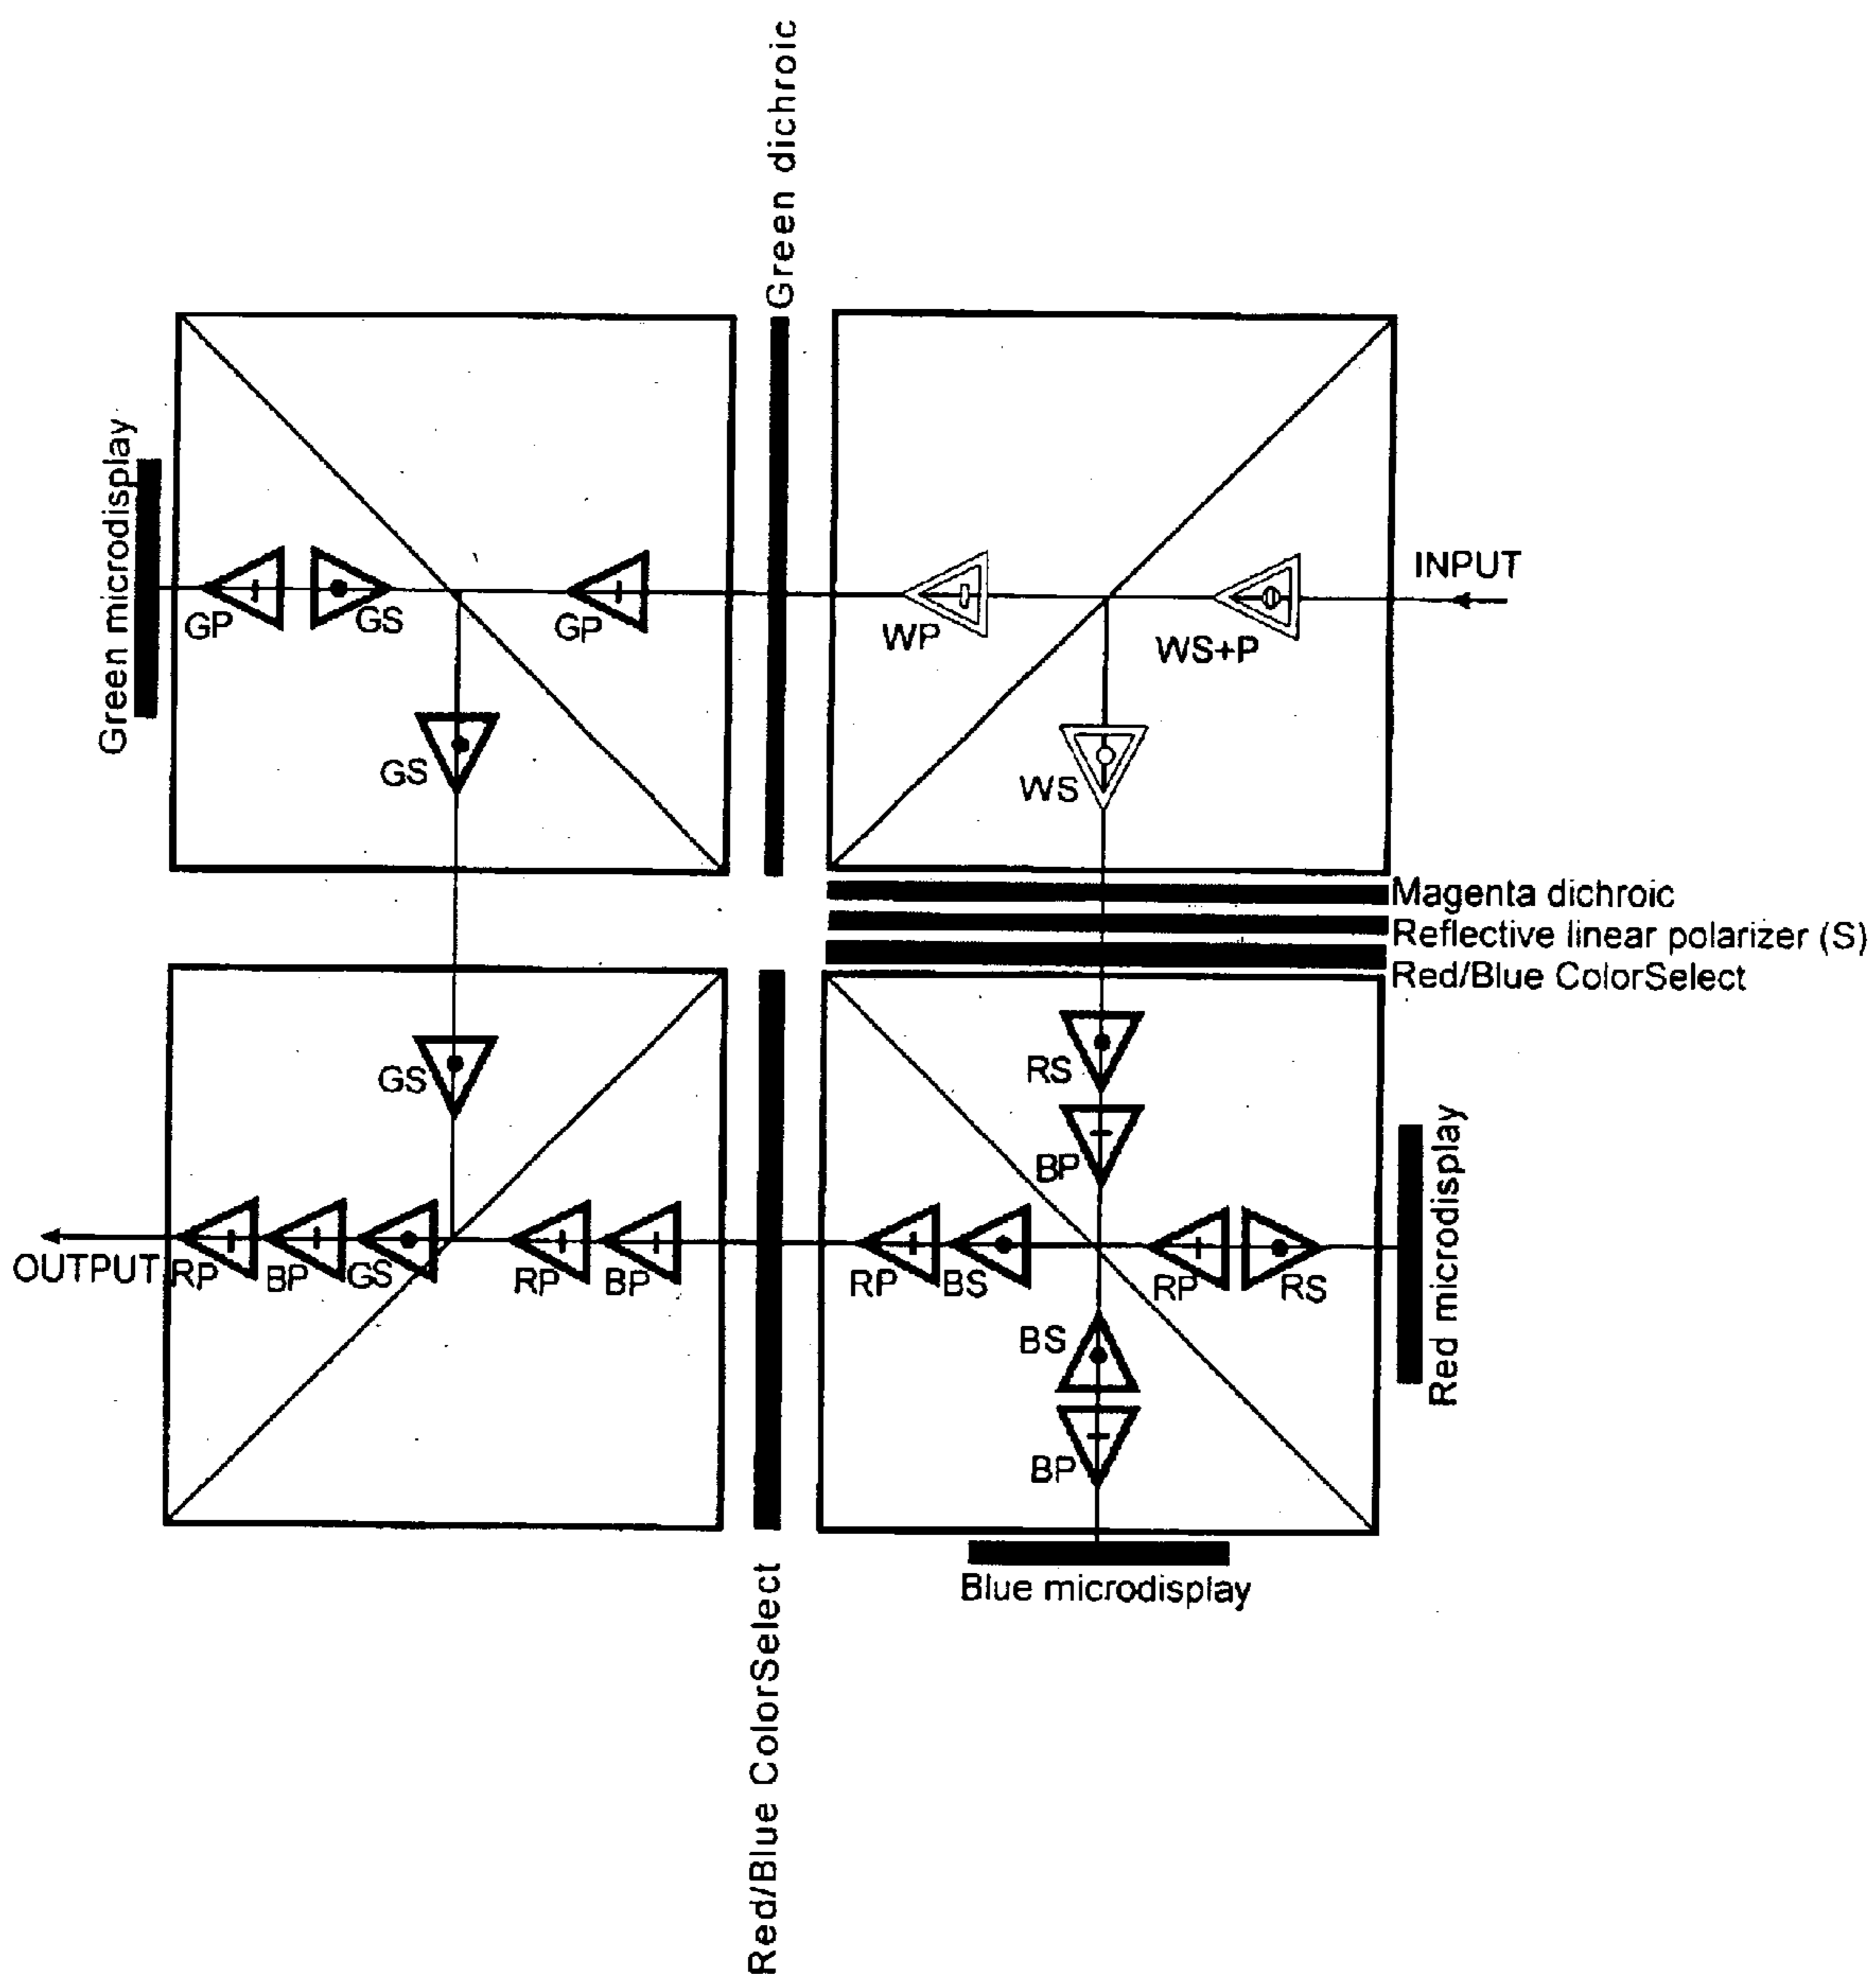 Green dichroic
Green microdisplay
INPUT
GP
GS
GP
WP
WS+P
GS
WS
Magenta dichroic
Reflective linear polarizer (S)
Red/Blue ColorSelect
GS
RS
BP
Red microdisplay
OUTPUT
RP
BP
GS
RP
BP
RP
BS
RP
RS
BS
BP
Blue microdisplay
Red/Blue ColorSelect